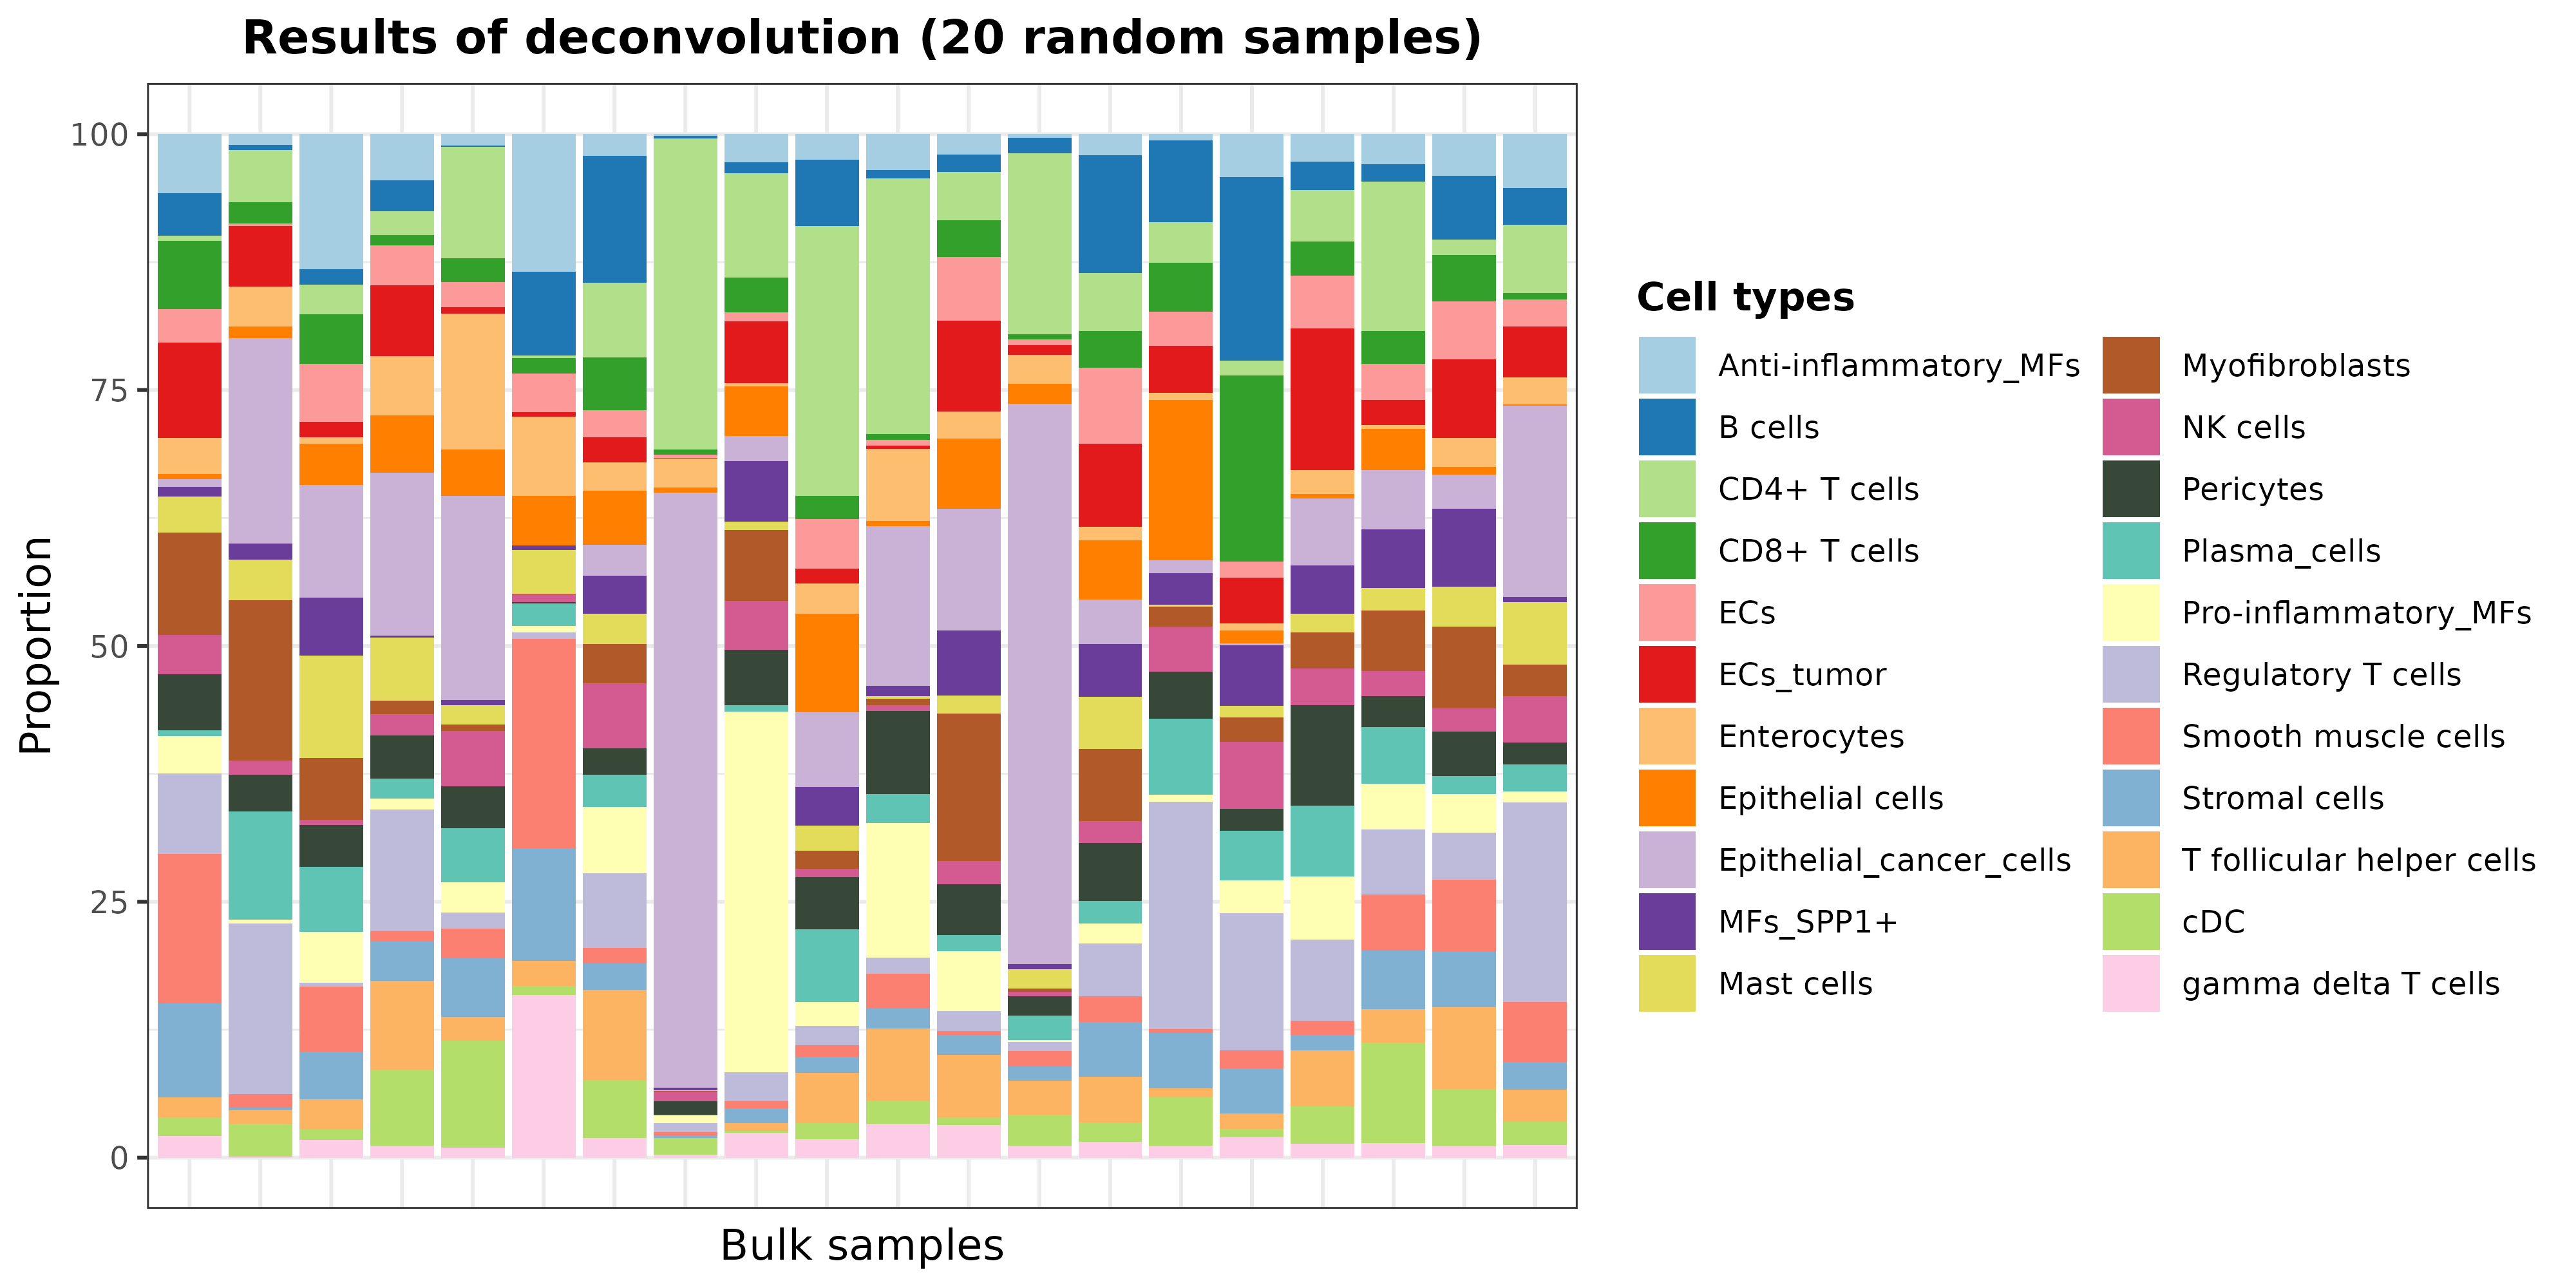 Results of deconvolution (20 random samples)
100
75
50
25
0
Proportion
Bulk samples
Cell types
Anti-inflammatory_MFs
B cells
CD4+ T cells
CD8+ T cells
ECs
ECs_tumor
Enterocytes
Epithelial cells
Epithelial_cancer_cells
MFs_SPP1+
Mast cells
Myofibroblasts
NK cells
Pericytes
Plasma_cells
Pro-inflammatory_MFs
Regulatory T cells
Smooth muscle cells
Stromal cells
T follicular helper cells
cDC
gamma delta T cells